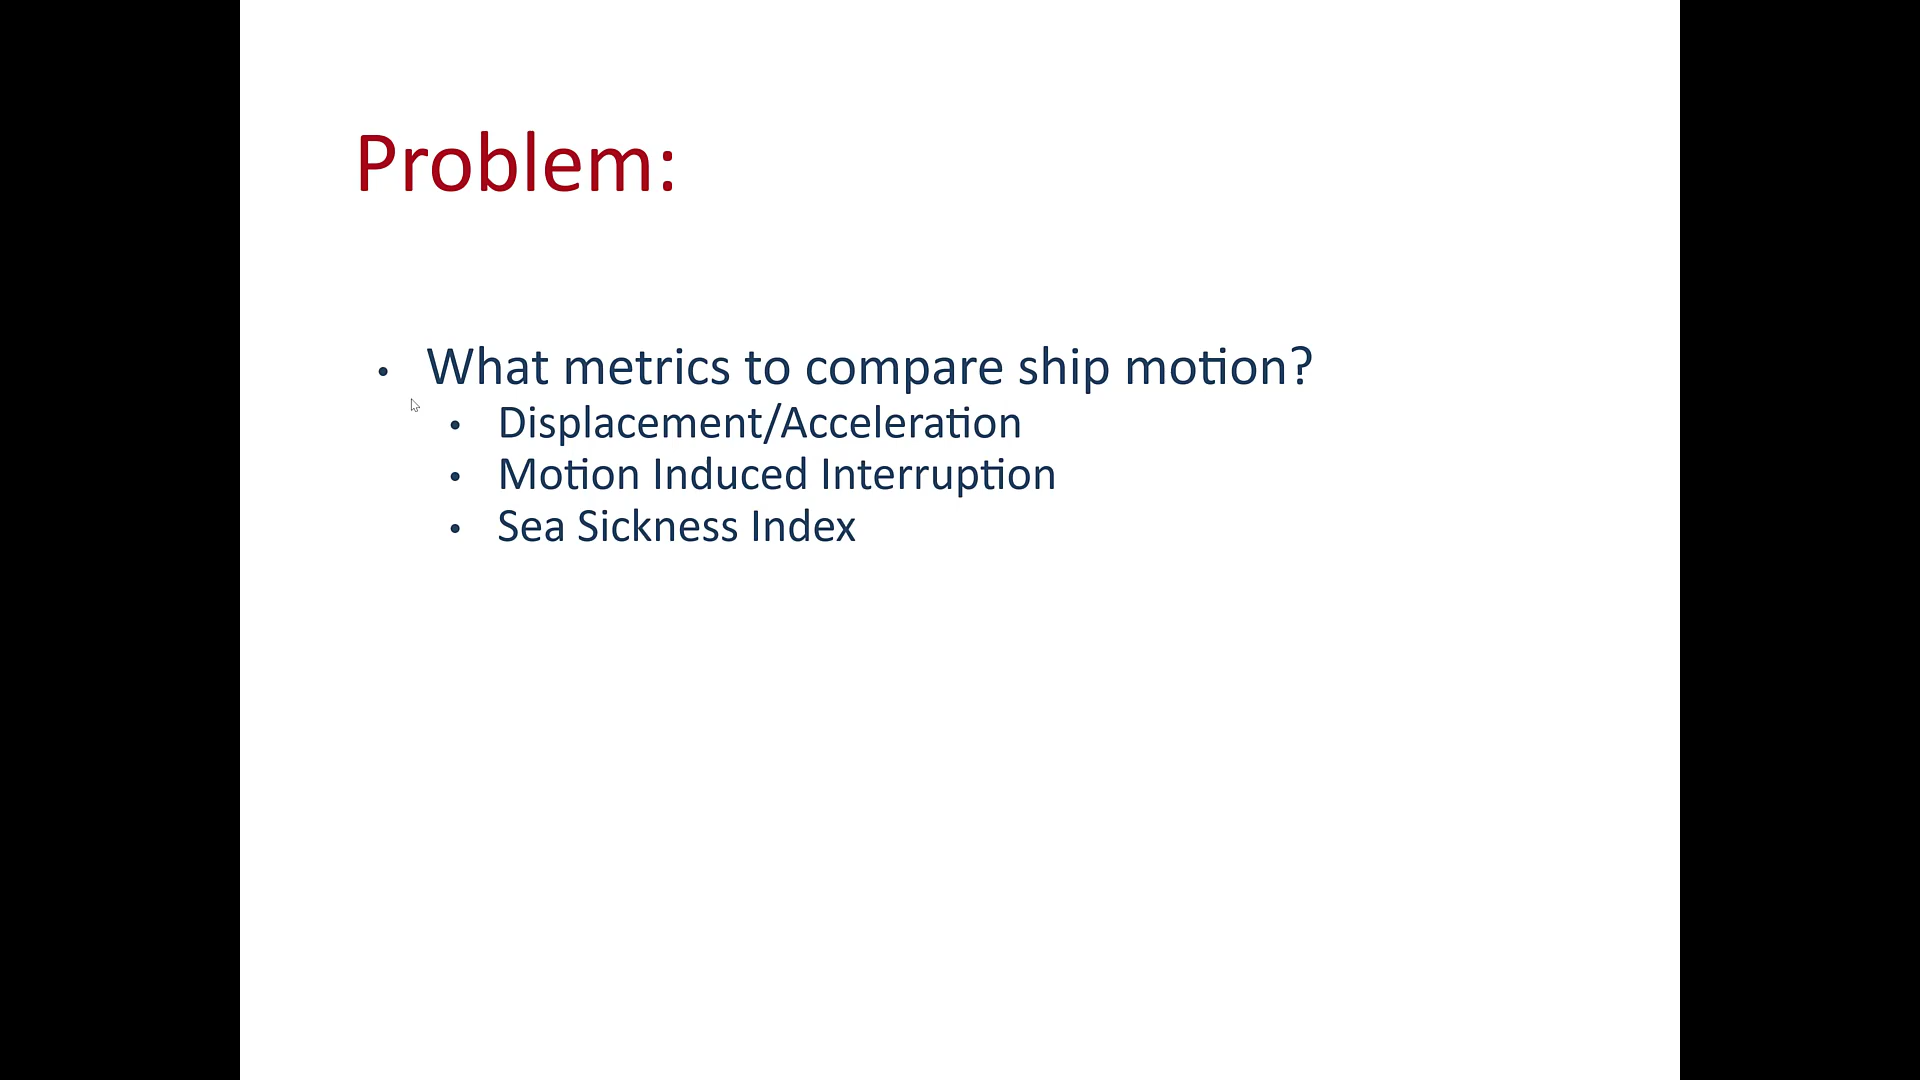 Problem:
• What metrics to compare ship motion?
• Displacement/Acceleration
• Motion Induced Interruption
• Sea Sickness Index